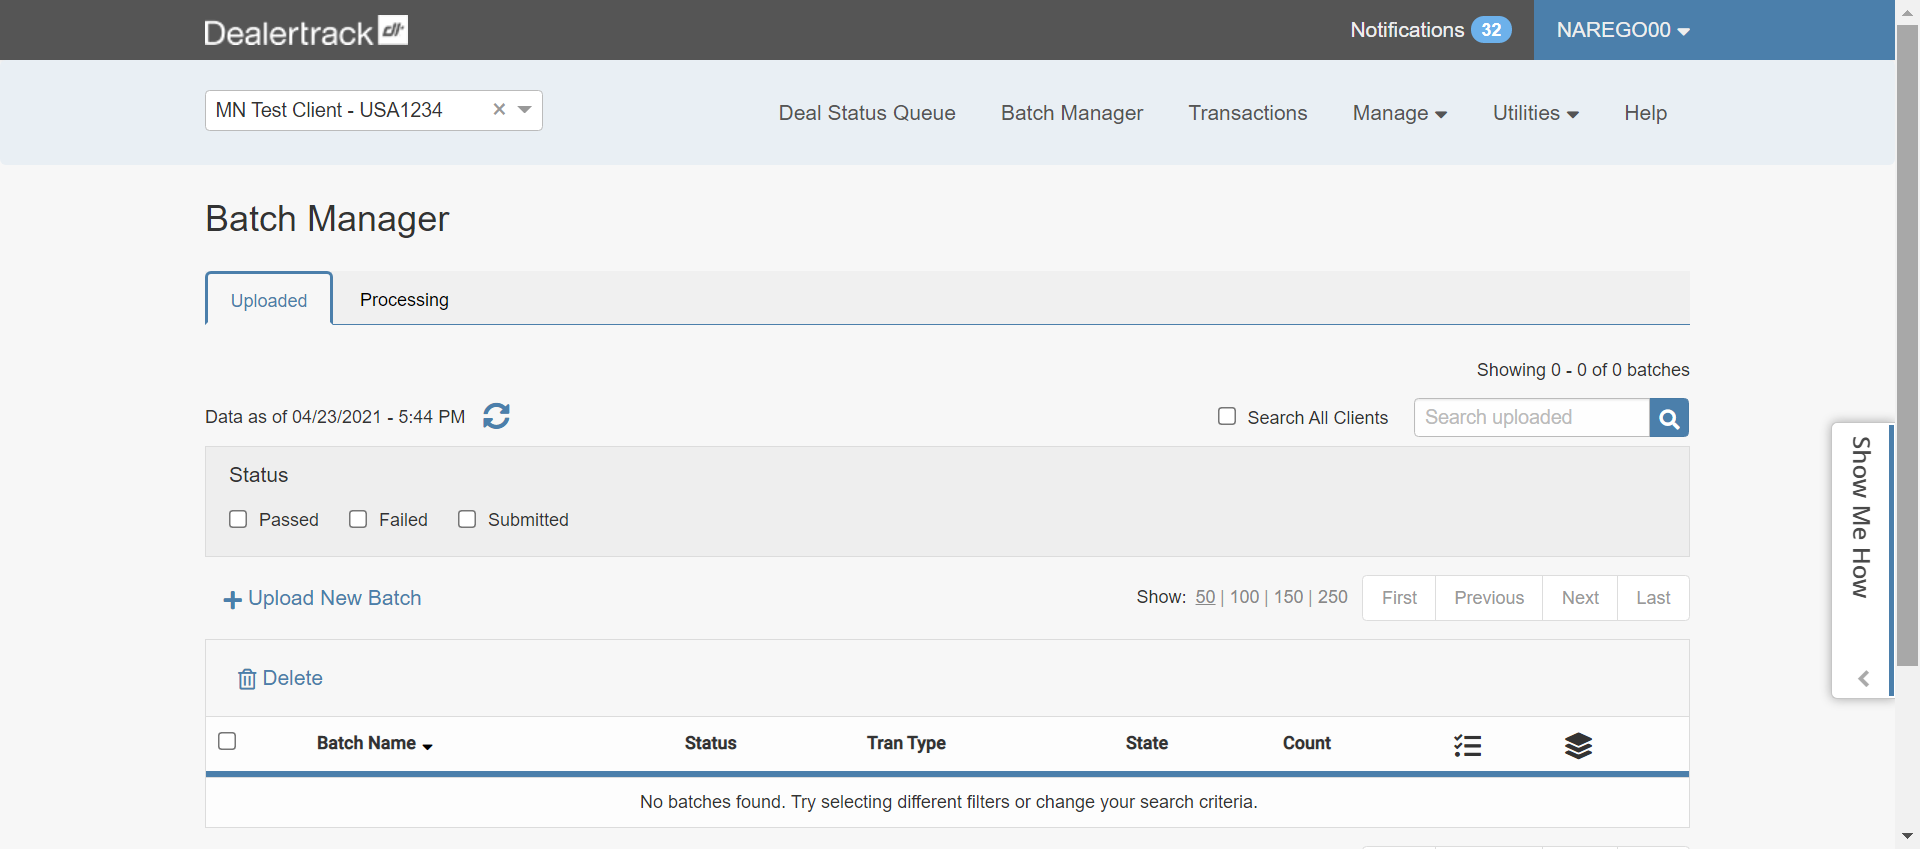 Dealertrack dt
Notifications 32
NAREGO00
MN Test Client - USA1234
Deal Status Queue
Batch Manager
Transactions
Manage
Utilities
Help
Batch Manager
Uploaded
Processing
Showing 0 - 0 of 0 batches
Data as of 04/23/2021 - 5:44 PM
Search All Clients
Search uploaded
Status
Passed
Failed
Submitted
Upload New Batch
Show: 50 | 100 | 150 | 250
First
Previous
Next
Last
Delete
Batch Name
Status
Tran Type
State
Count
No batches found. Try selecting different filters or change your search criteria.
Show Me How